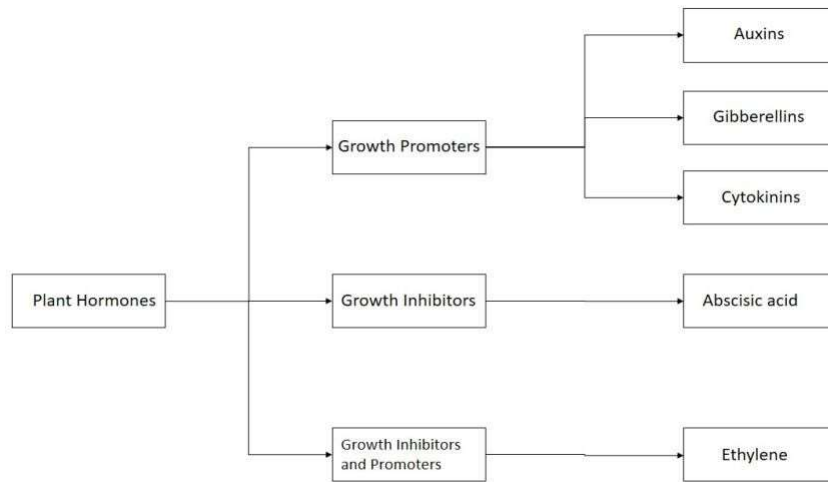 Auxins
Gibberellins
Growth Promoters
Cytokinins
Plant Hormones
Growth Inhibitors
Abscisic acid
Growth Inhibitors
and Promoters
Ethylene